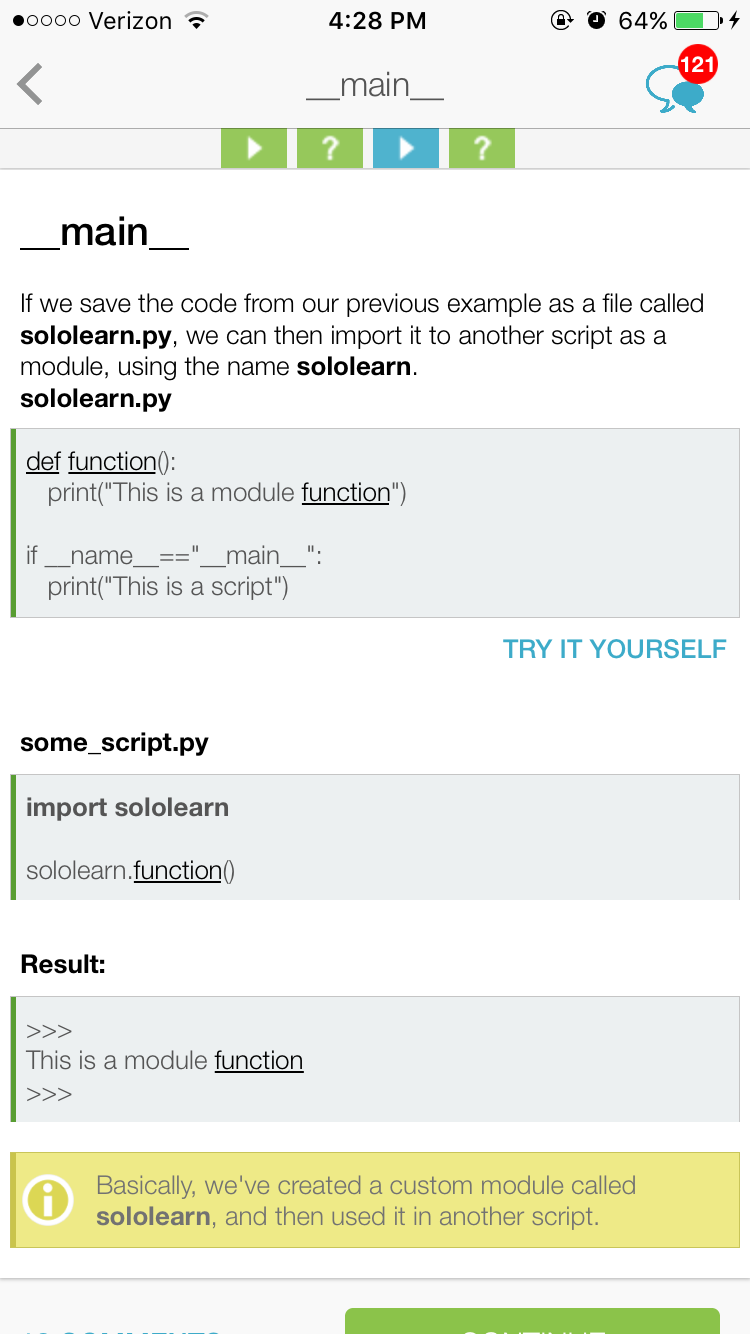 Verizon 4:28 PM 64%
__main__
121
? ?
__main__
If we save the code from our previous example as a file called
sololearn.py, we can then import it to another script as a
module, using the name sololearn.
sololearn.py
def function():
   print("This is a module function")
if __name__=="__main__":
   print("This is a script")
TRY IT YOURSELF
some_script.py
import sololearn
sololearn.function()
Result:
>>>
This is a module function
>>>
Basically, we've created a custom module called
sololearn, and then used it in another script.